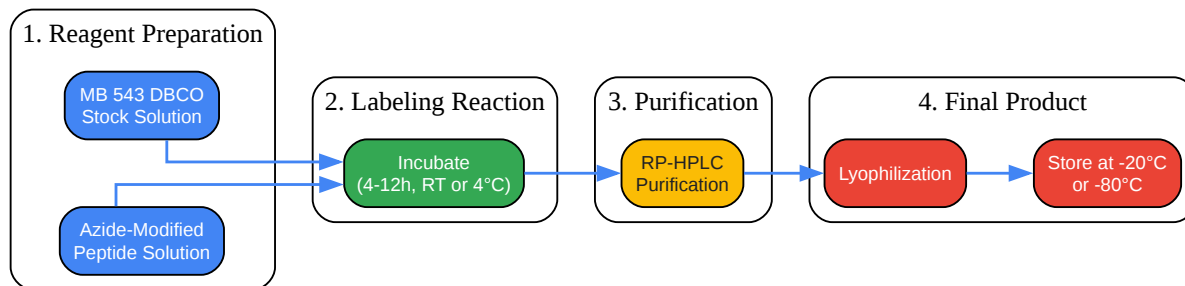 1. Reagent Preparation
MB 543 DBCO
Stock Solution
Azide-Modified
Peptide Solution
2. Labeling Reaction
Incubate
(4-12h, RT or 4°C)
3. Purification
RP-HPLC
Purification
4. Final Product
Lyophilization
Store at -20°C
or -80°C